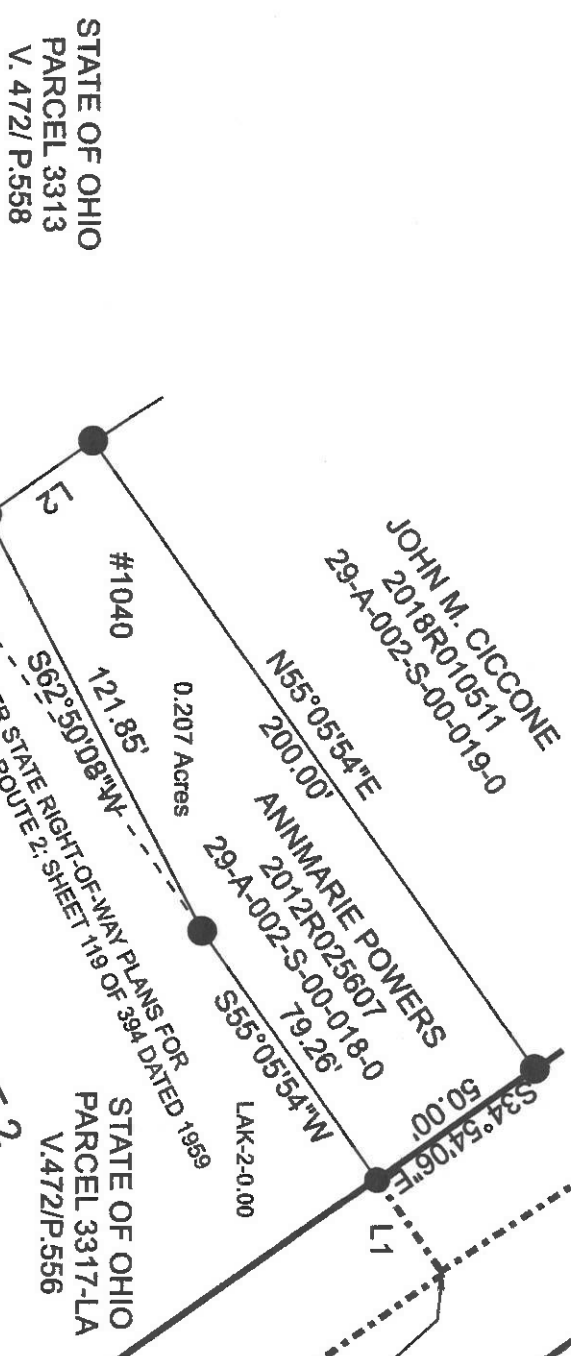 STATE OF OHIO
PARCEL 3313
V. 472/ P.558
JOHN M. CICCONE
2018R010511
29-A-002-S-00-019-0
N55°05'54"E
200.00'
ANNMARIE POWERS
2012R025607
29-A-002-S-00-018-0
79.26'
S55°05'54"W
S34°54'06"E
50.00'
L1
L2
#1040
0.207 Acres
121.85'
S62°50'08"W
STATE RIGHT-OF-WAY PLANS FOR
ROUTE 2; SHEET 119 OF 394 DATED 1959
LAK-2-0.00
STATE OF OHIO
PARCEL 3317-LA
V.472/P.556
2